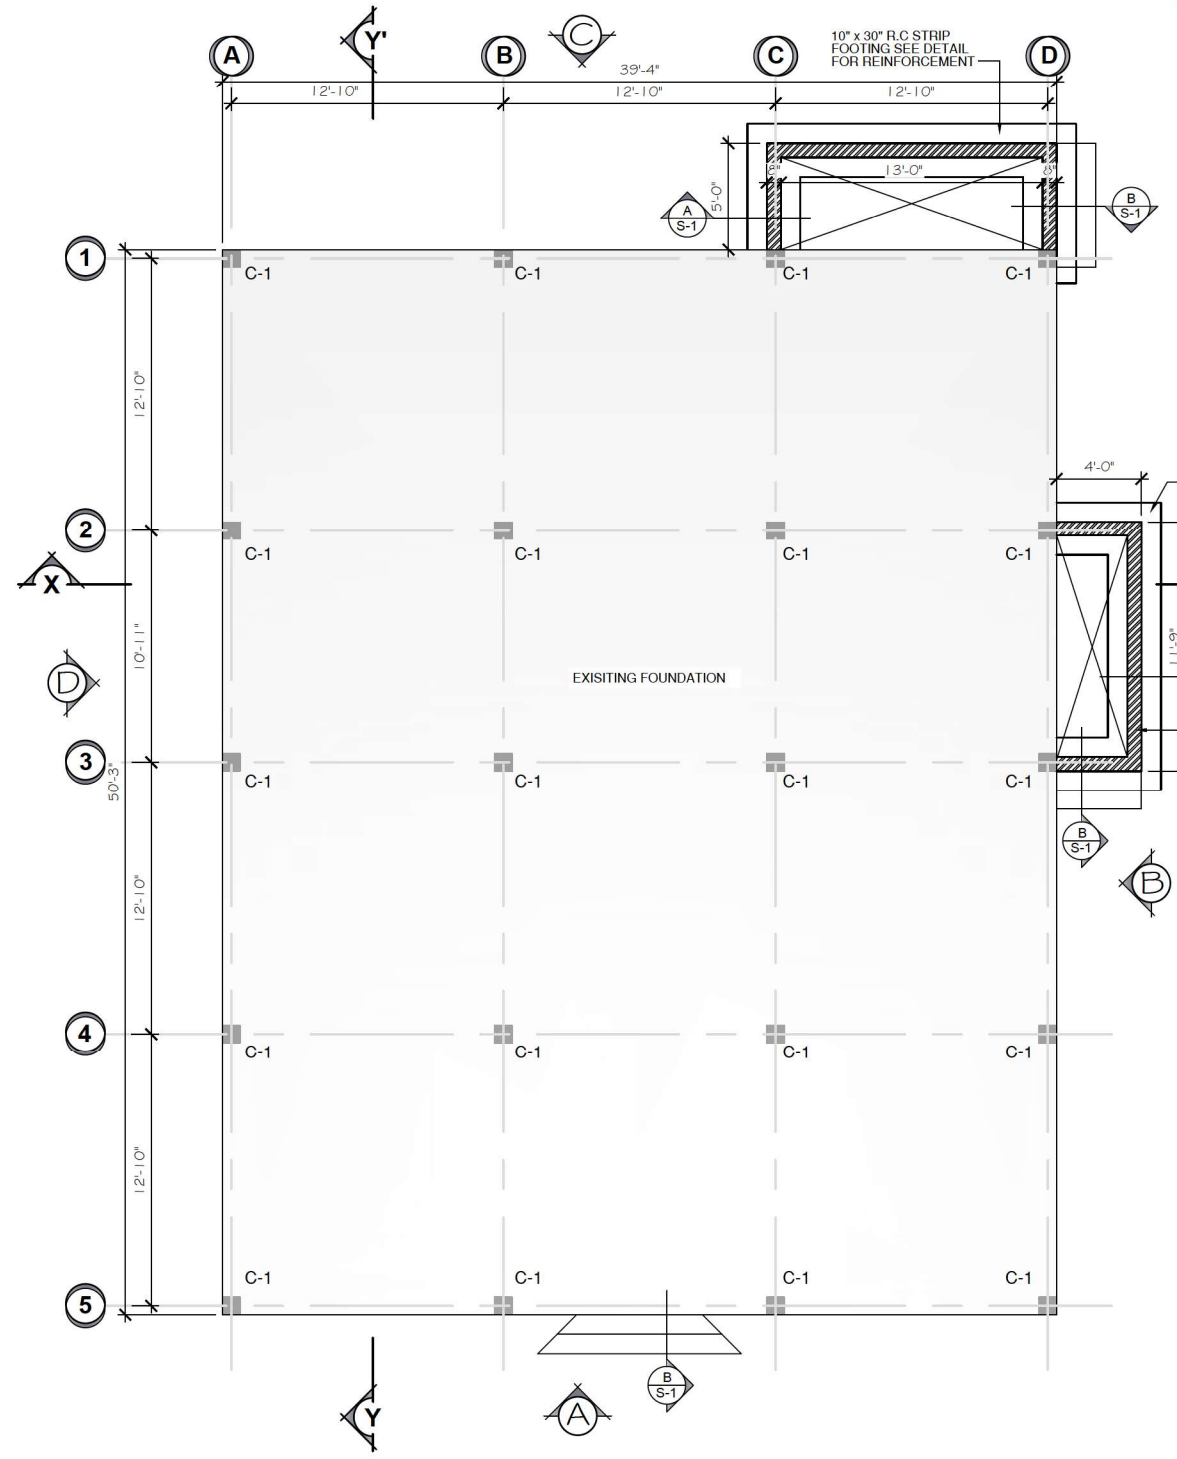 A
Y'
B
C
C
D
10" x 30" R.C STRIP
FOOTING SEE DETAIL
FOR REINFORCEMENT
39'-4"
12'-10"
12'-10"
12'-10"
8"
13'-0"
8"
5'-0"
A
S-1
B
S-1
1
C-1
C-1
C-1
C-1
12'-10"
4'-0"
2
C-1
C-1
C-1
C-1
X
10'-11"
11'-9"
D
EXISITING FOUNDATION
3
50'-3"
C-1
C-1
C-1
C-1
B
S-1
B
12'-10"
4
C-1
C-1
C-1
C-1
12'-10"
C-1
C-1
C-1
C-1
5
B
S-1
Y
A